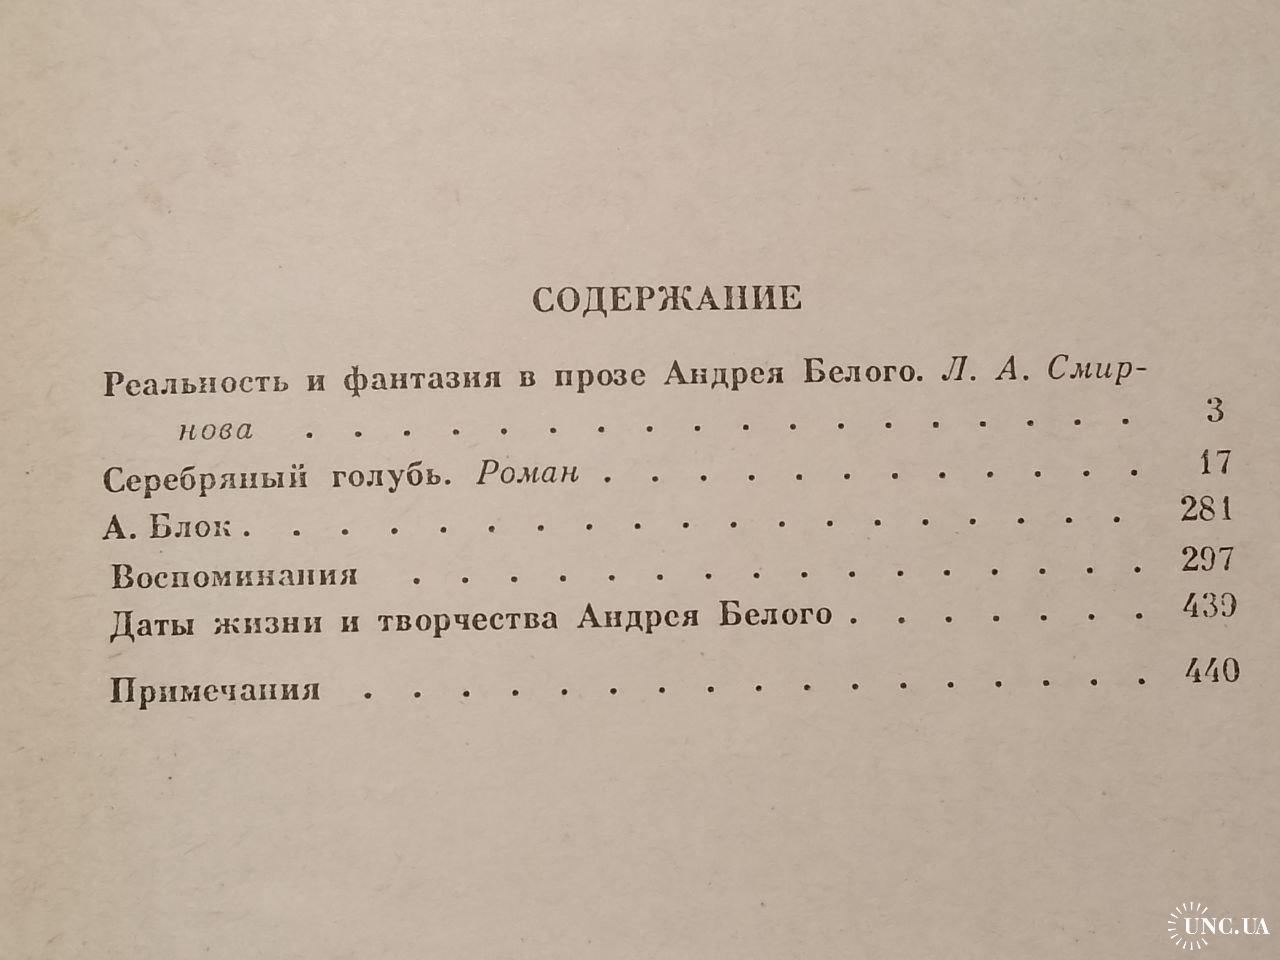 СОДЕРЖАНИЕ
Реальность и фантазия в прозе Андрея Белого. Л. А. Смир-
нова . . . . . . . . . . . . . . . . . . 3
Серебряный голубь. Роман . . . . . . . . . . . . 17
А. Блок . . . . . . . . . . . . . . . . . . . 281
Воспоминания . . . . . . . . . . . . . . . . 297
Даты жизни и творчества Андрея Белого . . . . . . . 439
Примечания . . . . . . . . . . . . . . . . . 440
UNC.UA